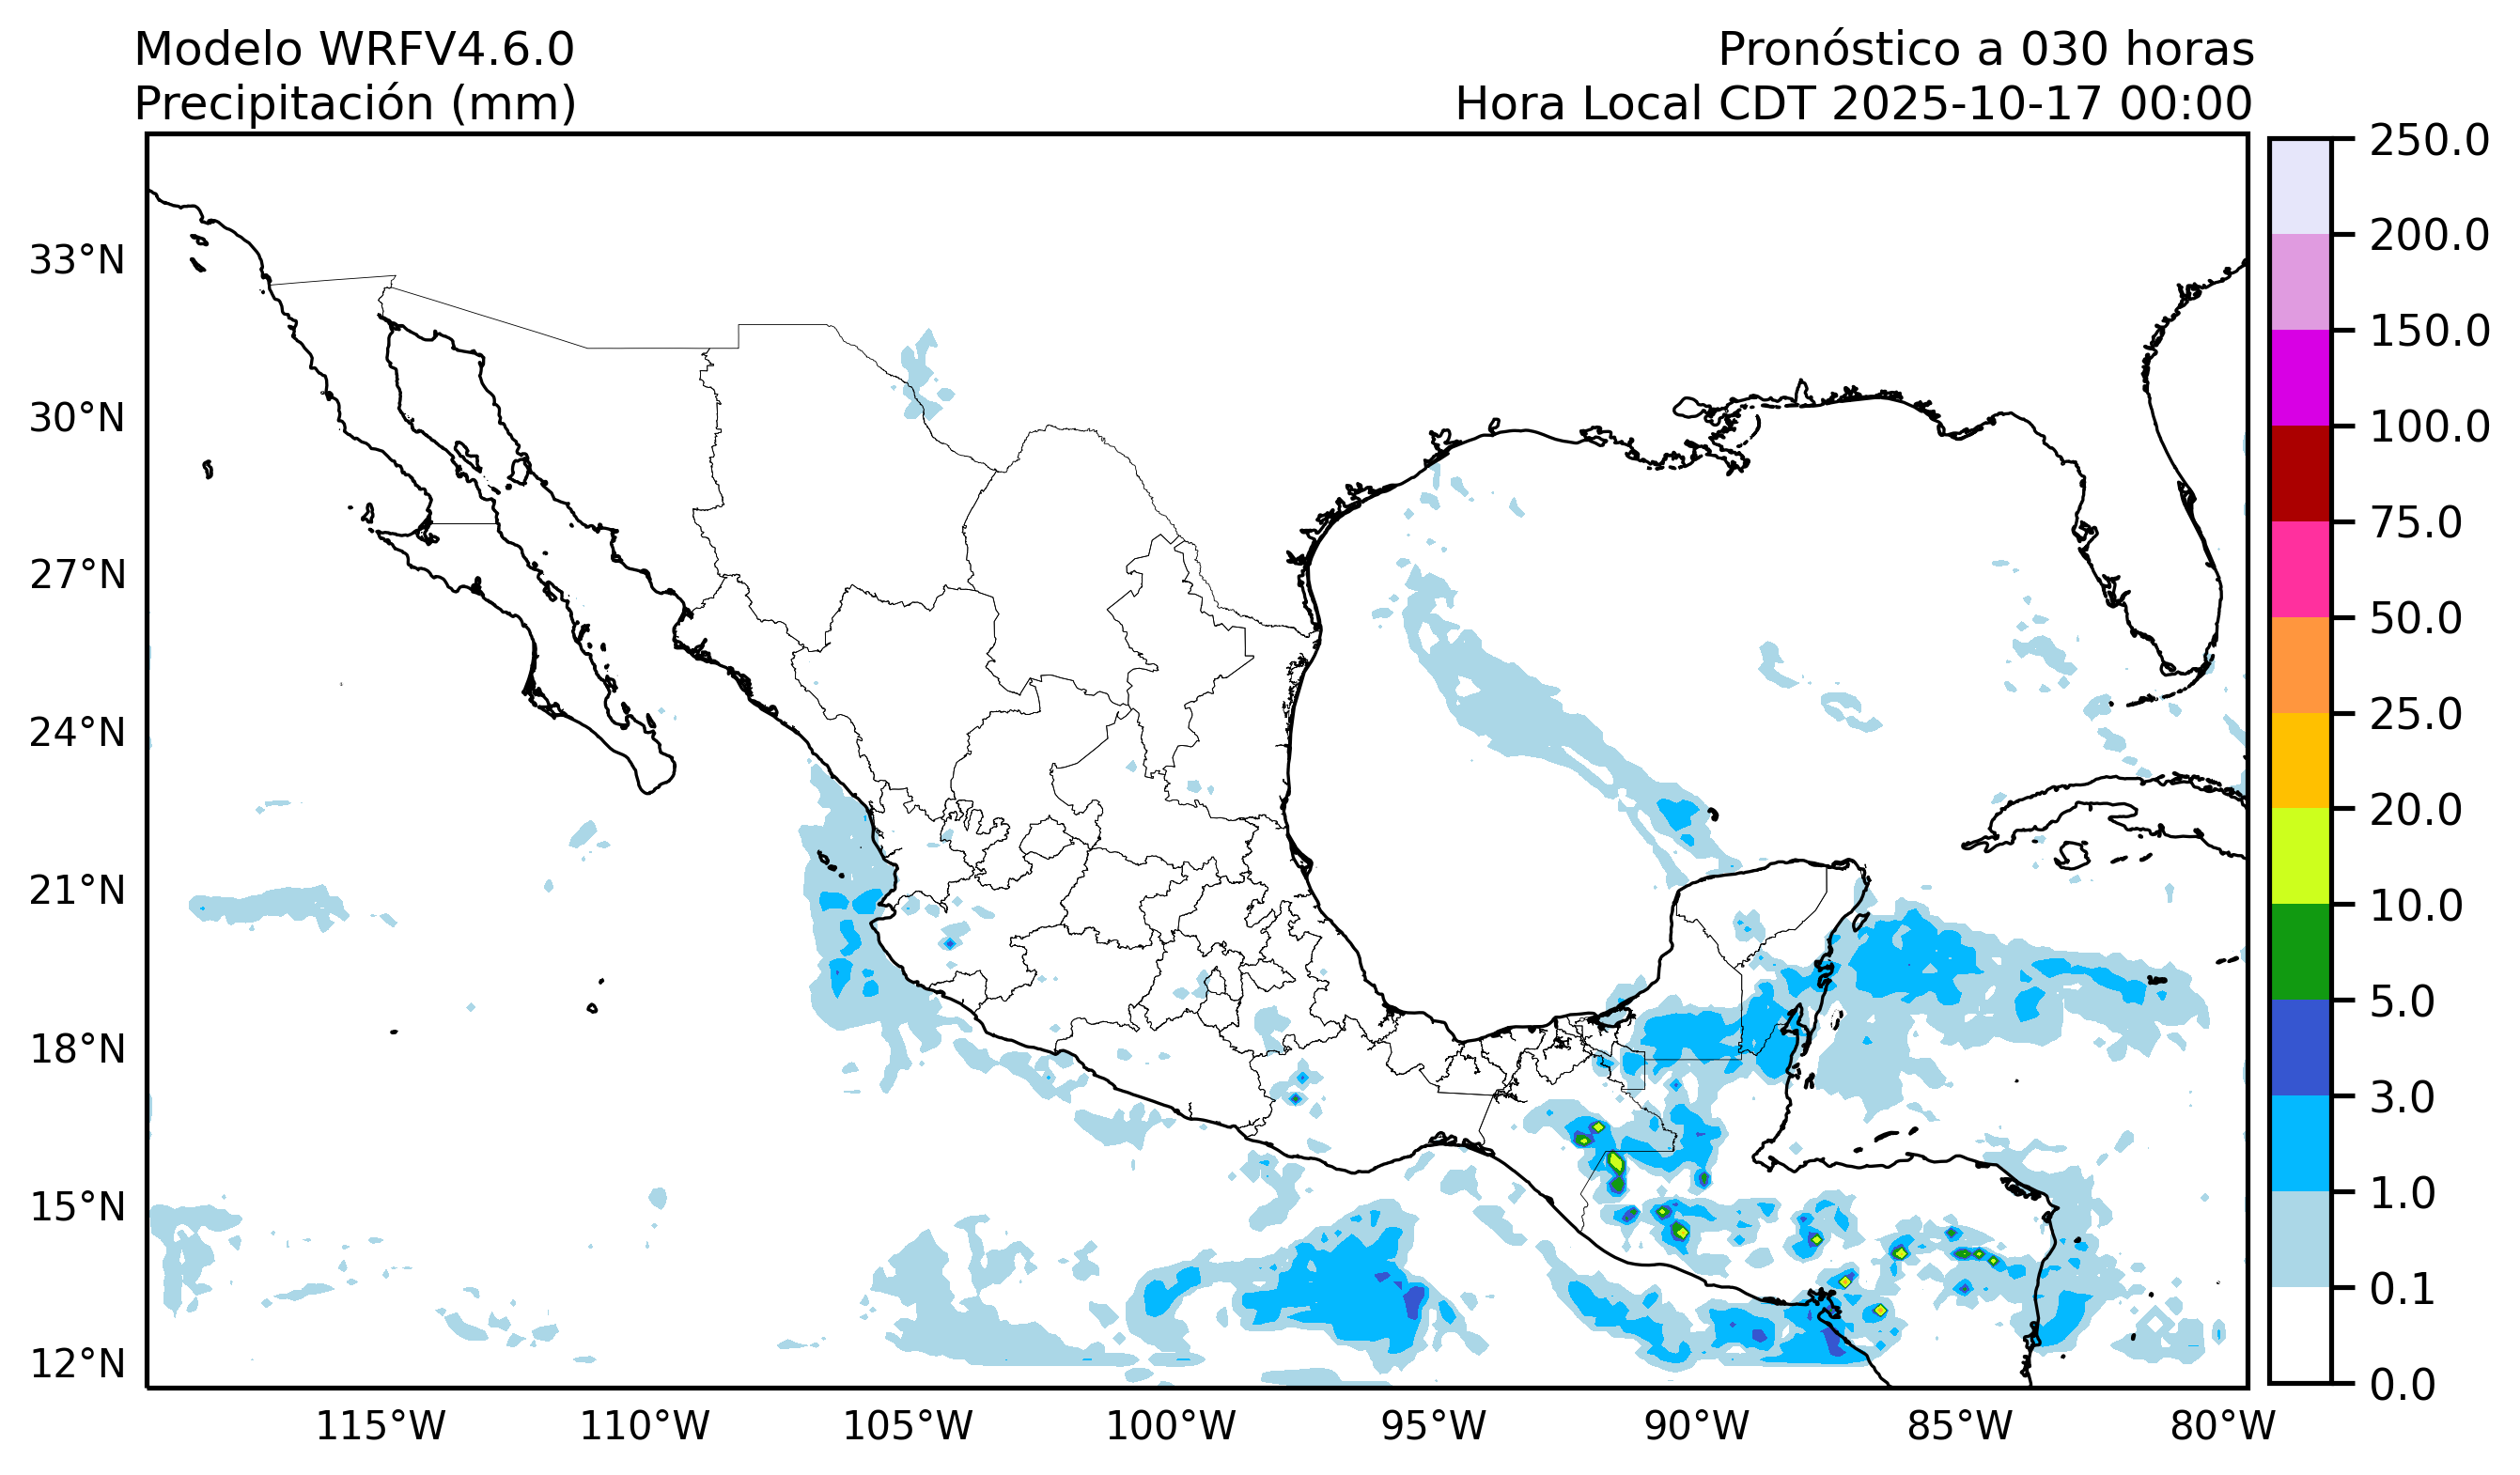 Modelo WRFV4.6.0
Precipitación (mm)
Pronóstico a 030 horas
Hora Local CDT 2025-10-17 00:00
33°N
30°N
27°N
24°N
21°N
18°N
15°N
12°N
115°W
110°W
105°W
100°W
95°W
90°W
85°W
80°W
250.0
200.0
150.0
100.0
75.0
50.0
25.0
20.0
10.0
5.0
3.0
1.0
0.1
0.0